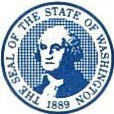 THE SEAL OF THE STATE OF WASHINGTON
1889